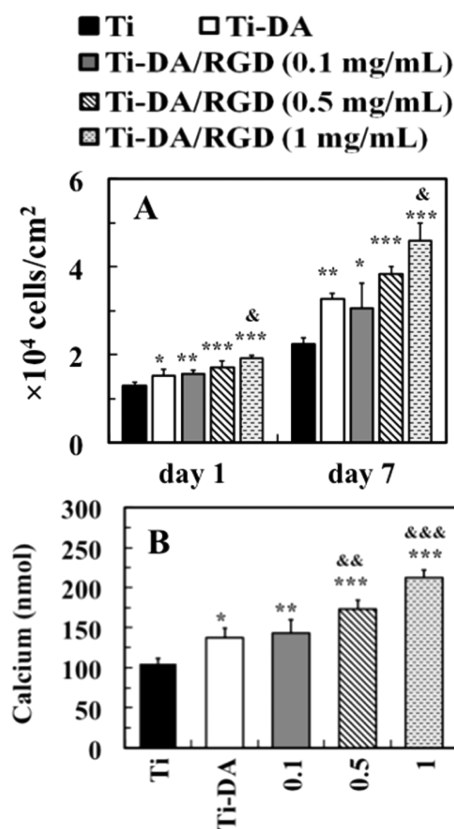 Ti Ti-DA
Ti-DA/RGD (0.1 mg/mL)
Ti-DA/RGD (0.5 mg/mL)
Ti-DA/RGD (1 mg/mL)
A
×10⁴ cells/cm²
6
4
2
0
* ** *** *** &
** * *** *** &
day 1 day 7
B
Calcium (nmol)
300
250
200
150
100
50
0
* ** && *** &&& ***
Ti Ti-DA 0.1 0.5 1